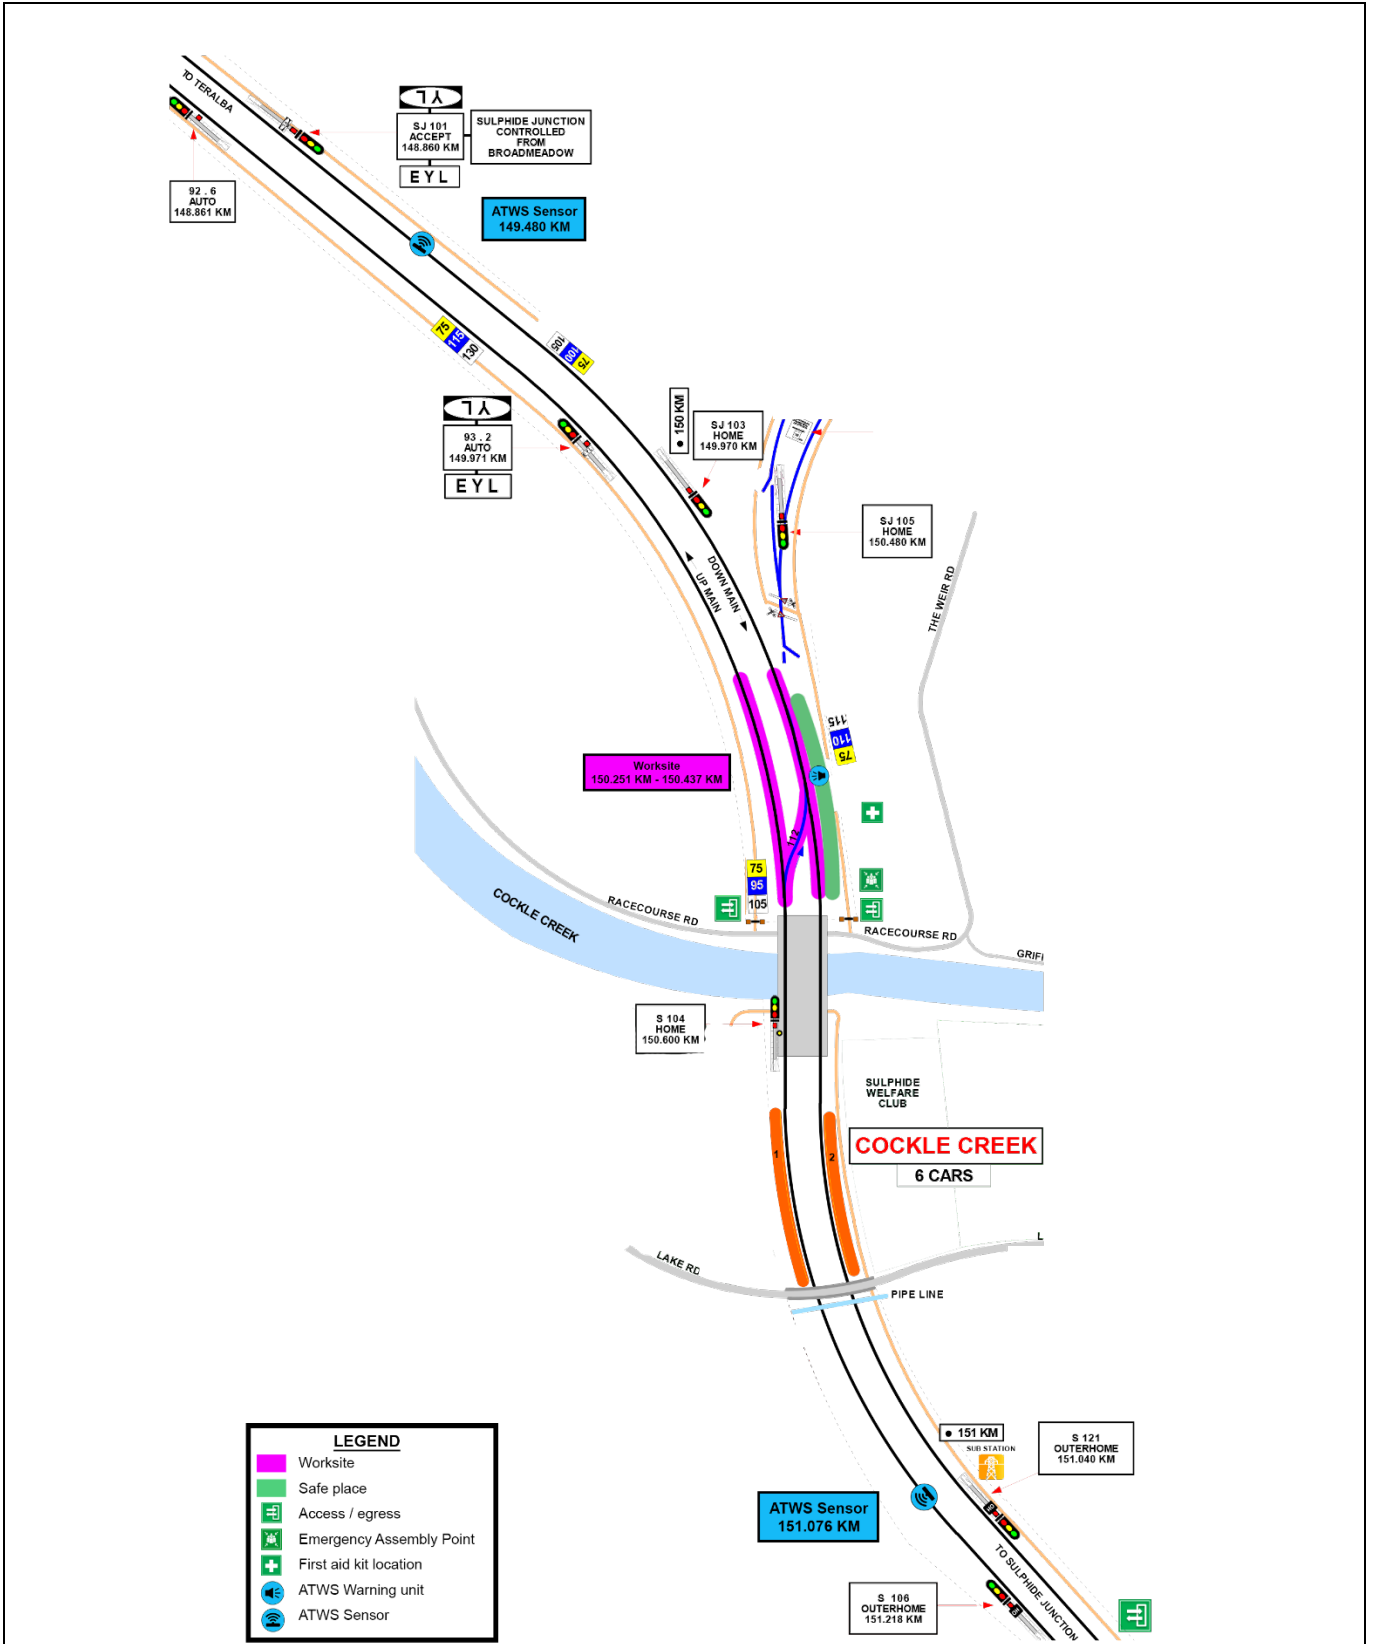 TO TERALBA
YL
SJ 101
ACCEPT
148.860 KM
EYL
SULPHIDE JUNCTION
CONTROLLED
FROM
BROADMEADOW
92 . 6
AUTO
148.861 KM
ATWS Sensor
149.480 KM
75
115
130
105
100
75
150 KM
YL
93 . 2
AUTO
149.971 KM
EYL
SJ 103
HOME
149.970 KM
SJ 105
HOME
150.480 KM
DOWN MAIN
UP MAIN
THE WEIR RD
115
110
75
Worksite
150.251 KM - 150.437 KM
112
75
95
105
RACECOURSE RD
RACECOURSE RD
COCKLE CREEK
GRIF
S 104
HOME
150.600 KM
SULPHIDE
WELFARE
CLUB
1
2
COCKLE CREEK
6 CARS
LAKE RD
L
PIPE LINE
151 KM
SUB STATION
S 121
OUTERHOME
151.040 KM
ATWS Sensor
151.076 KM
TO SULPHIDE JUNCTION
S 106
OUTERHOME
151.218 KM
LEGEND
Worksite
Safe place
Access / egress
Emergency Assembly Point
First aid kit location
ATWS Warning unit
ATWS Sensor